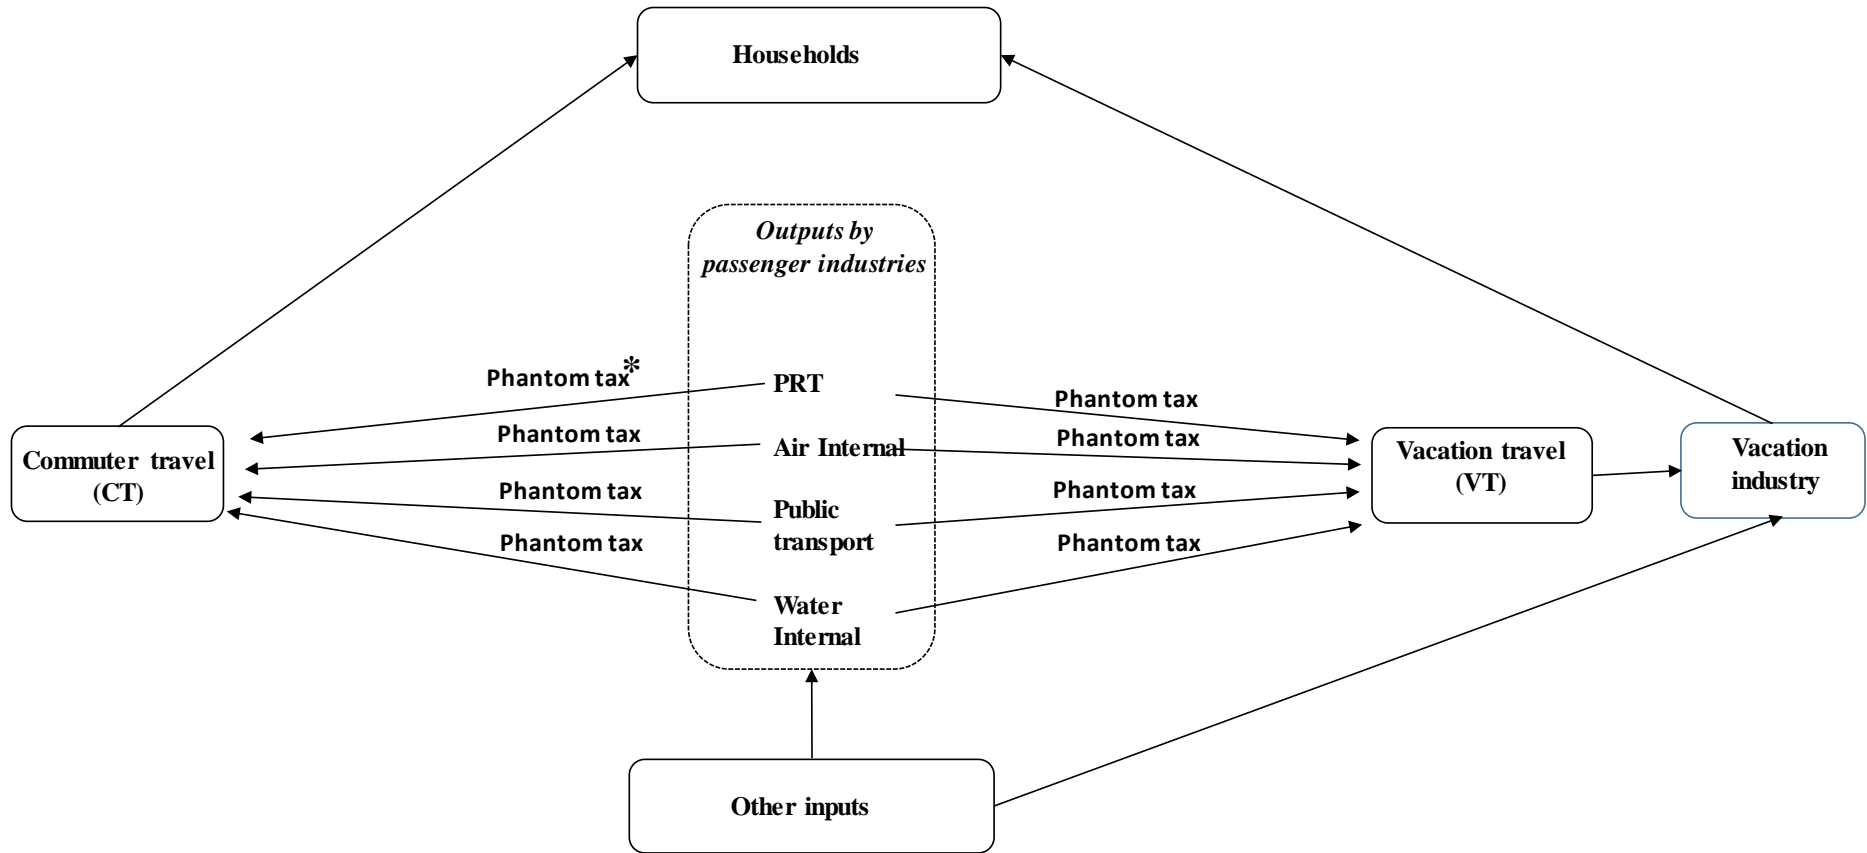 Households
Outputs by
passenger industries
Phantom tax*
PRT
Phantom tax
Phantom tax
Air Internal
Phantom tax
Commuter travel
(CT)
Vacation travel
(VT)
Vacation
industry
Phantom tax
Public
transport
Phantom tax
Phantom tax
Phantom tax
Water
Internal
Other inputs